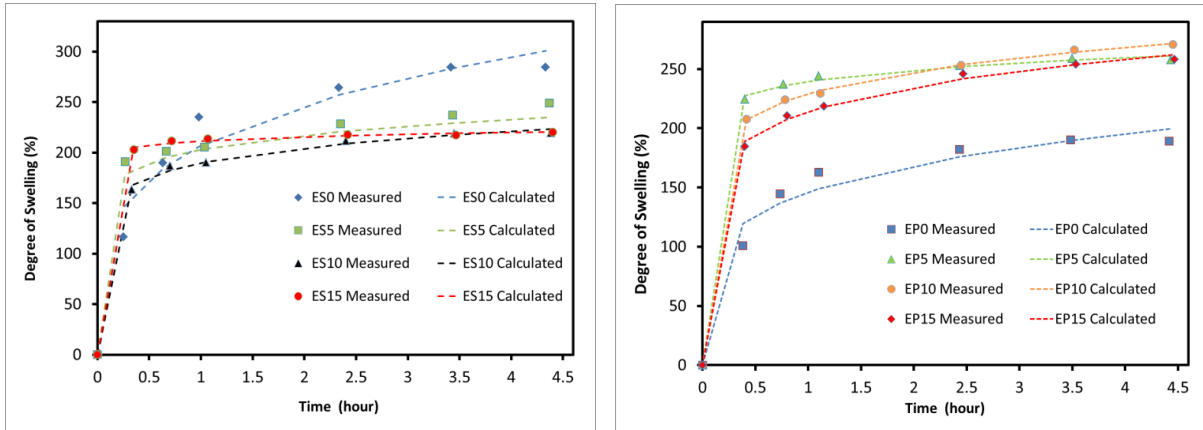 300
250
200
150
100
50
0
Degree of Swelling (%)
ES0 Measured
ES0 Calculated
ES5 Measured
ES5 Calculated
ES10 Measured
ES10 Calculated
ES15 Measured
ES15 Calculated
0 0.5 1 1.5 2 2.5 3 3.5 4 4.5
Time (hour)
250
200
150
100
50
0
Degree of Swelling (%)
EP0 Measured
EP0 Calculated
EP5 Measured
EP5 Calculated
EP10 Measured
EP10 Calculated
EP15 Measured
EP15 Calculated
0 0.5 1 1.5 2 2.5 3 3.5 4 4.5
Time (hour)